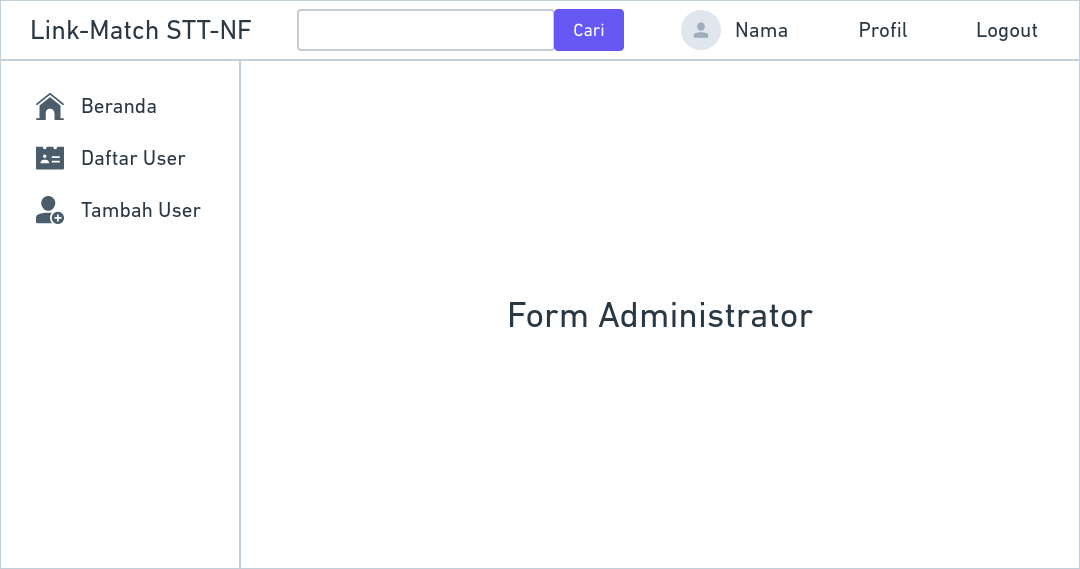 Link-Match STT-NF
Cari
Nama
Profil
Logout
Beranda
Daftar User
Tambah User
Form Administrator